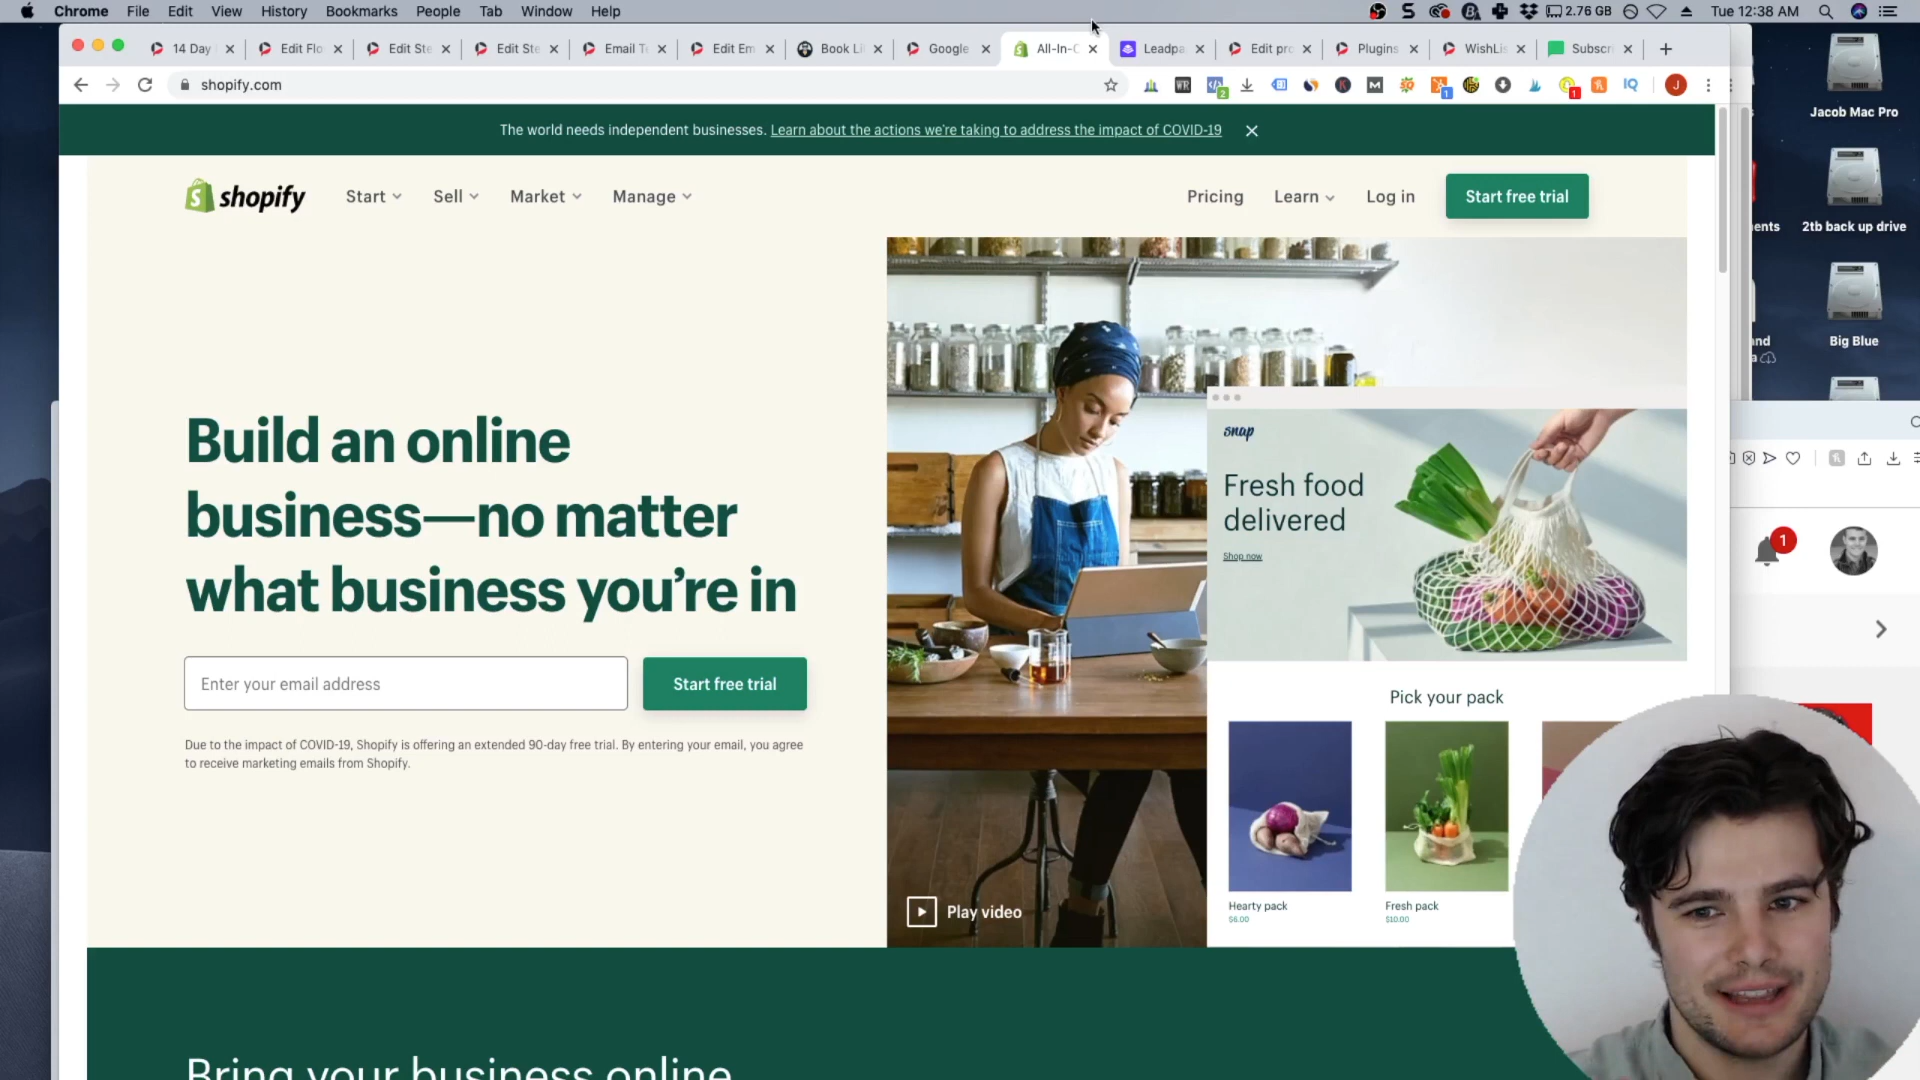 Chrome File Edit View History Bookmarks People Tab Window Help
2.76 GB Tue 12:38 AM
14 Day Edit Flo Edit Ste Edit Ste Email Te Edit Em Book Li Google All-In-O Leadpa Edit pro Plugins WishLis Subscri
shopify.com
The world needs independent businesses. Learn about the actions we're taking to address the impact of COVID-19
shopify Start Sell Market Manage Pricing Learn Log in Start free trial
Build an online
business—no matter
what business you're in
Enter your email address Start free trial
Due to the impact of COVID-19, Shopify is offering an extended 90-day free trial. By entering your email, you agree
to receive marketing emails from Shopify.
snap
Fresh food
delivered
Shop now
Pick your pack
Hearty pack
$6.00
Fresh pack
$10.00
Play video
Bring your business online
Jacob Mac Pro
2tb back up drive
Big Blue
1